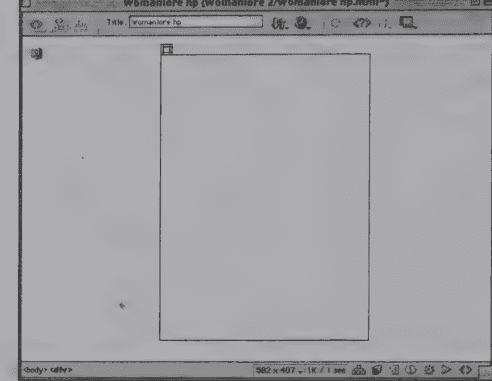 womanlore hp (Womanlore 2/womanlore hp.html*)
Title: womanlore hp
<body> <div>
582 x 407 1K / 1 sec